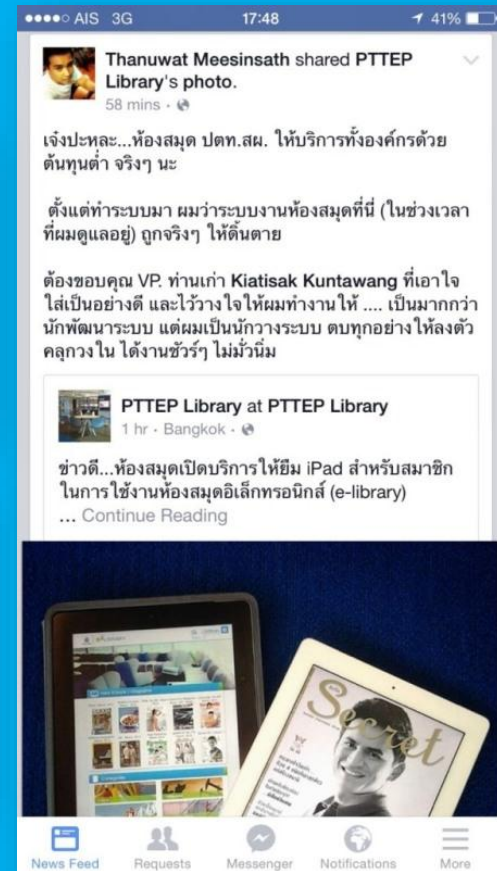 AIS 3G 17:48 41%
Thanuwat Meesinsath shared PTTEP
Library's photo.
58 mins
เจ๋งปะหละ...ห้องสมุด ปตท.สผ. ให้บริการทั้งองค์กรด้วย
ต้นทุนต่ำ จริงๆ นะ
ตั้งแต่ทำระบบมา ผมว่าระบบงานห้องสมุดที่นี่ (ในช่วงเวลา
ที่ผมดูแลอยู่) ถูกจริงๆ ให้ดิ้นตาย
ต้องขอบคุณ VP. ท่านเก่า Kiatisak Kuntawang ที่เอาใจ
ใส่เป็นอย่างดี และไว้วางใจให้ผมทำงานให้ .... เป็นมากกว่า
นักพัฒนาระบบ แต่ผมเป็นนักวางระบบ ตบทุกอย่างให้ลงตัว
คลุกวงใน ได้งานชัวร์ๆ ไม่มั่วนิ่ม
PTTEP Library at PTTEP Library
1 hr · Bangkok ·
ข่าวดี...ห้องสมุดเปิดบริการให้ยืม iPad สำหรับสมาชิก
ในการใช้งานห้องสมุดอิเล็กทรอนิกส์ (e-library)
... Continue Reading
Secret
News Feed Requests Messenger Notifications More